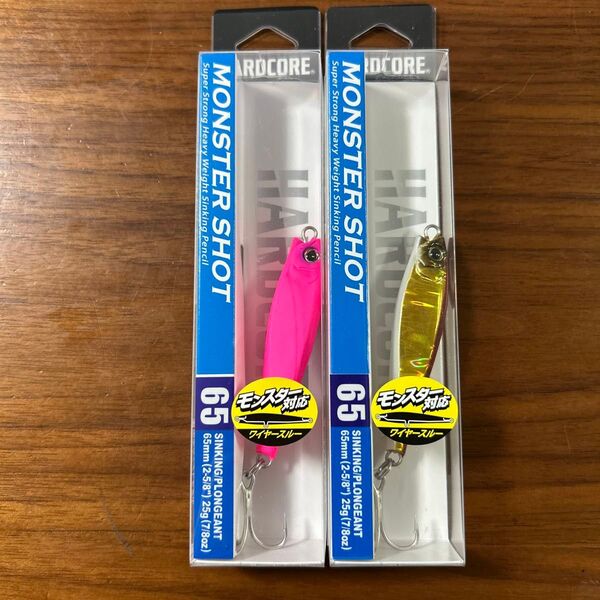 ARDCORE®
MONSTER SHOT
Super Strong Heavy Weight Sinking Pencil
HARDCORE
モンスター対応
ワイヤースルー
65
SINKING/PLONGEANT
65mm (2-5/8") 25g (7/8oz)
ARDCORE®
MONSTER SHOT
Super Strong Heavy Weight Sinking Pencil
HARDCO
モンスター対応
ワイヤースルー
65
SINKING/PLONGEANT
65mm (2-5/8") 25g (7/8oz)